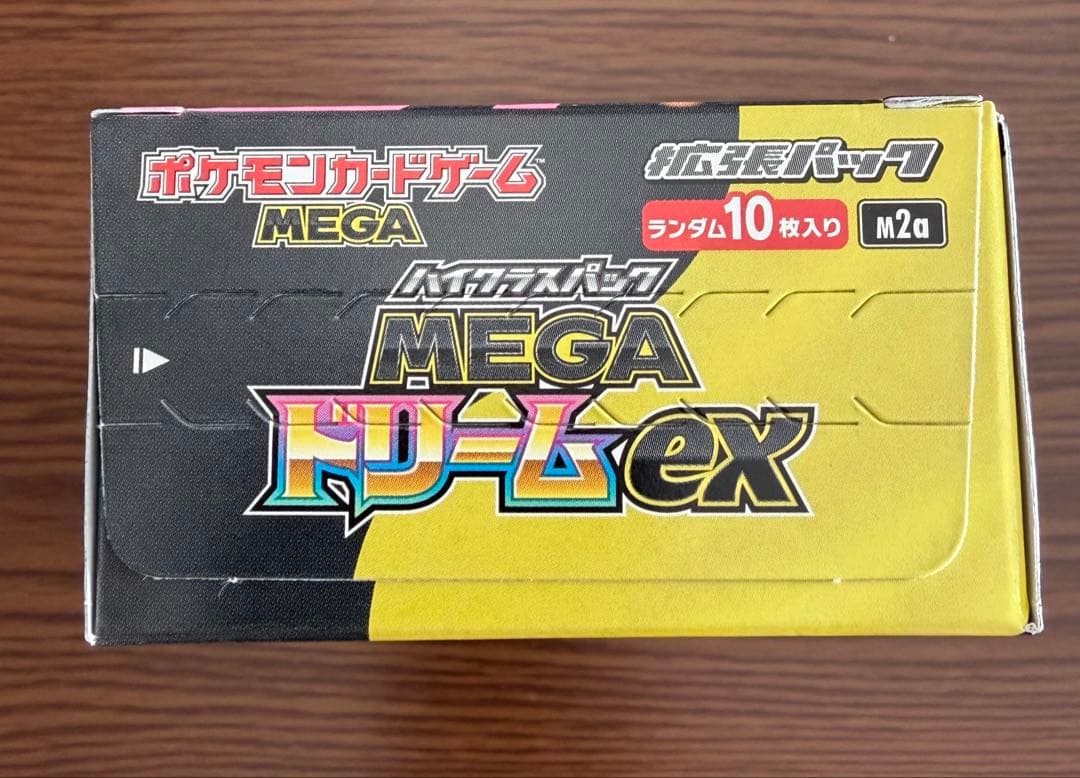 ポケモンカードゲーム™
MEGA
拡張パック
ランダム10枚入り
M2a
ハイクラスパック
MEGA
ドリームex